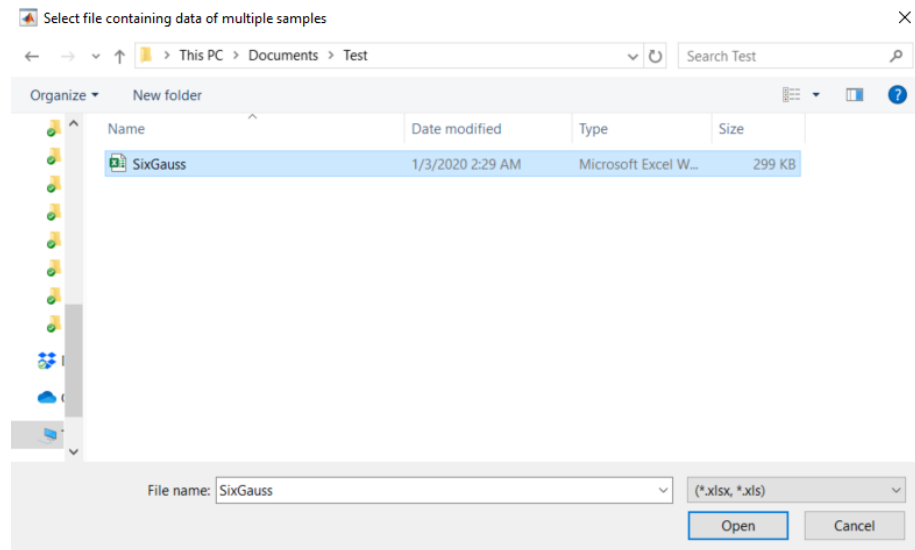 Select file containing data of multiple samples
This PC > Documents > Test
Search Test
Organize
New folder
Name
Date modified
Type
Size
SixGauss
1/3/2020 2:29 AM
Microsoft Excel W...
299 KB
File name:
SixGauss
(*.xlsx, *.xls)
Open
Cancel